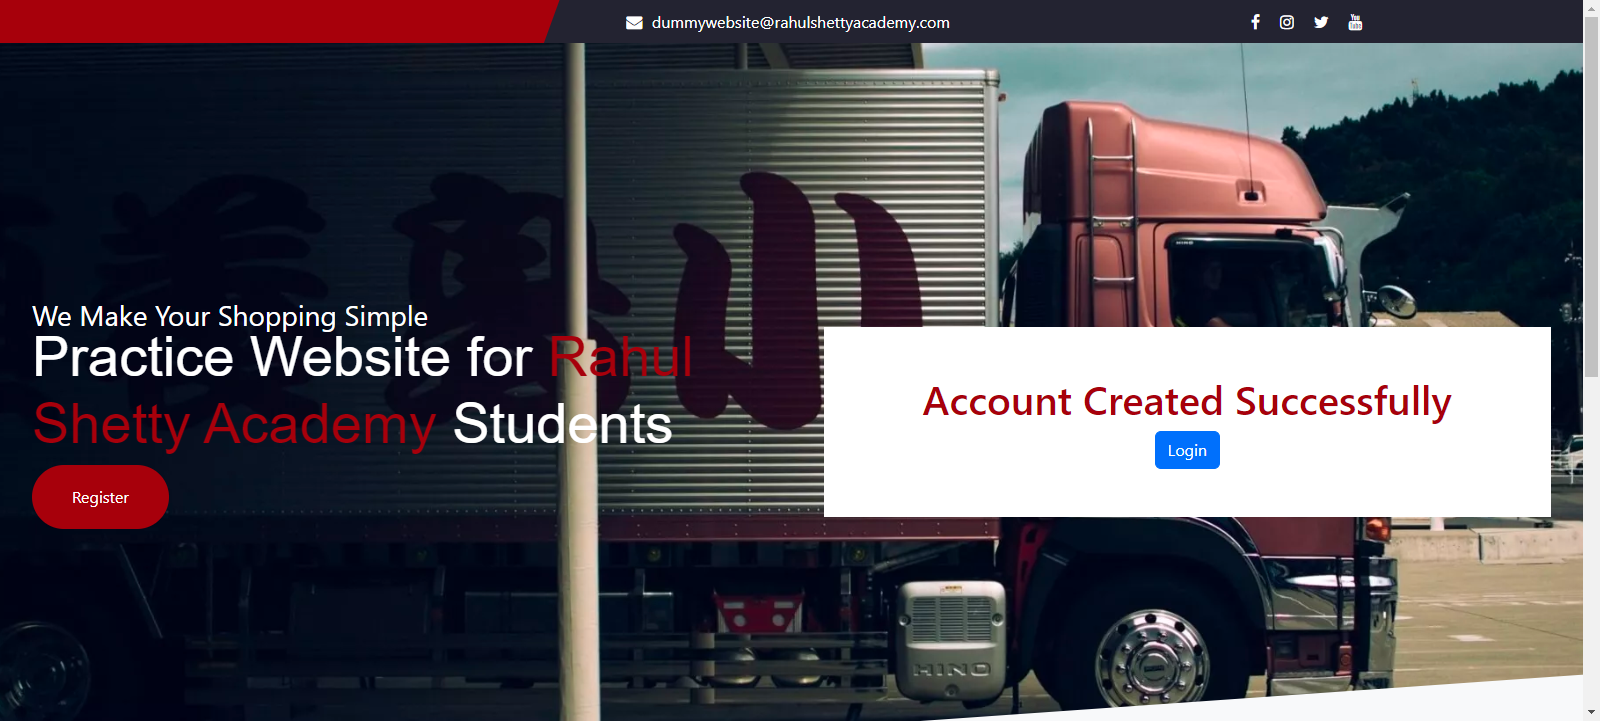 dummywebsite@rahulshettyacademy.com
We Make Your Shopping Simple
Practice Website for Rahul
Shetty Academy Students
Register
Account Created Successfully
Login
HINO
HINO